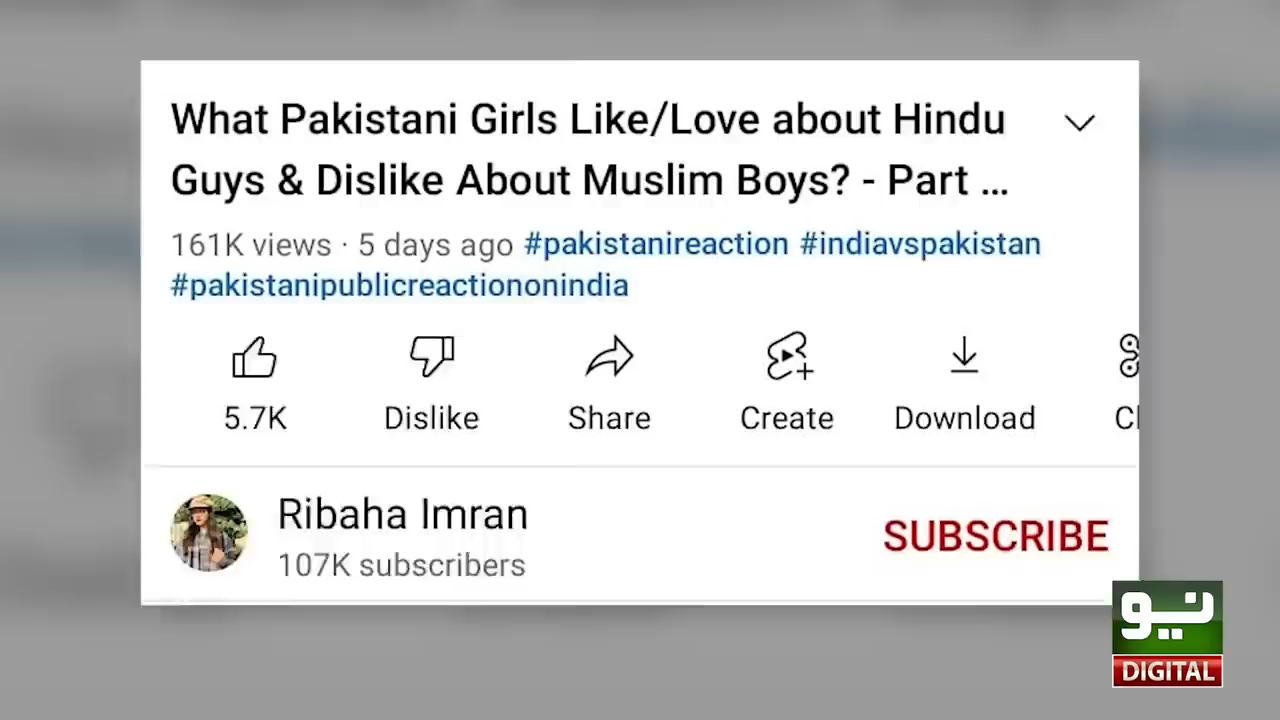 What Pakistani Girls Like/Love about Hindu
Guys & Dislike About Muslim Boys? - Part ...
161K views · 5 days ago #pakistanireaction #indiavspakistan
#pakistanipublicreactiononindia
5.7K Dislike Share Create Download
Ribaha Imran
107K subscribers
SUBSCRIBE
نیو
DIGITAL